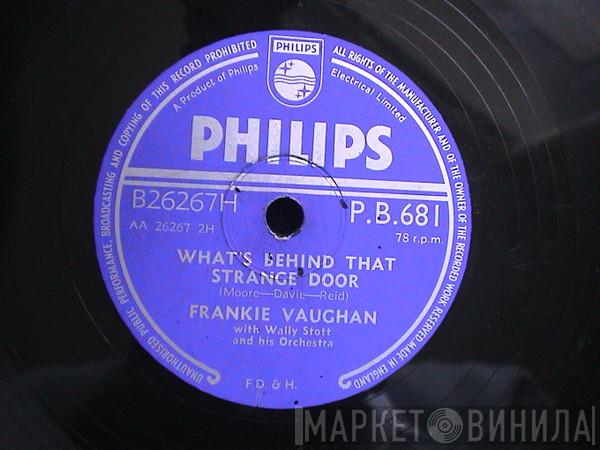 UNAUTHORISED PUBLIC PERFORMANCE, BROADCASTING AND COPYING OF THIS RECORD PROHIBITED
ALL RIGHTS OF THE MANUFACTURER AND OF THE OWNER OF THE RECORDED WORK RESERVED. MADE IN ENGLAND
PHILIPS
A Product of Philips
Electrical Limited
PHILIPS
B26267H
P.B.681
AA 26267 2H
78 r.p.m.
WHAT'S BEHIND THAT
STRANGE DOOR
(Moore—Davie—Reid)
FRANKIE VAUGHAN
with Wally Stott
and his Orchestra
F D. & H.
МАРКЕТ ВИНИЛА